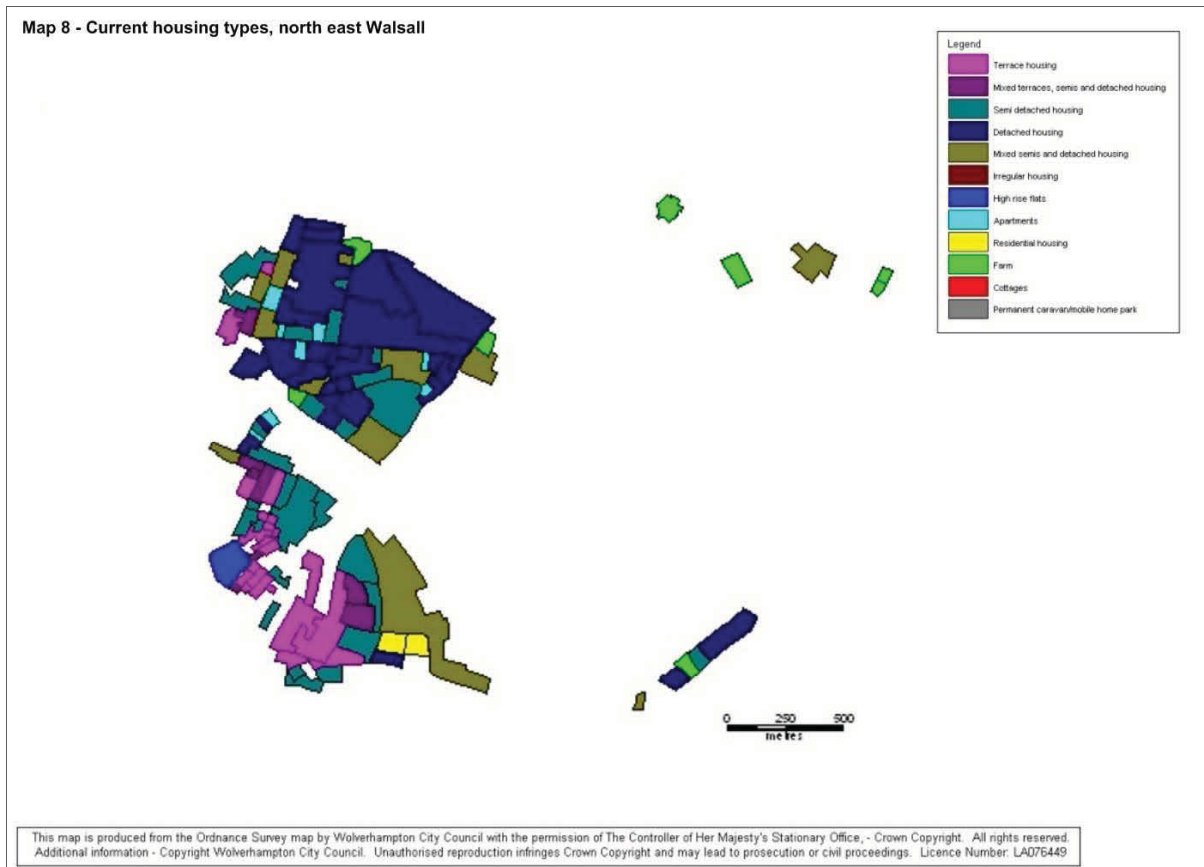 Map 8 - Current housing types, north east Walsall
Legend
Terrace housing
Mixed terraces, semis and detached housing
Semi detached housing
Detached housing
Mixed semis and detached housing
Irregular housing
High rise flats
Apartments
Residential housing
Farm
Cottages
Permanent caravan/mobile home park
0 250 500
metres
This map is produced from the Ordnance Survey map by Wolverhampton City Council with the permission of The Controller of Her Majesty's Stationary Office, - Crown Copyright. All rights reserved.
Additional information - Copyright Wolverhampton City Council. Unauthorised reproduction infringes Crown Copyright and may lead to prosecution or civil proceedings. Licence Number: LA076449